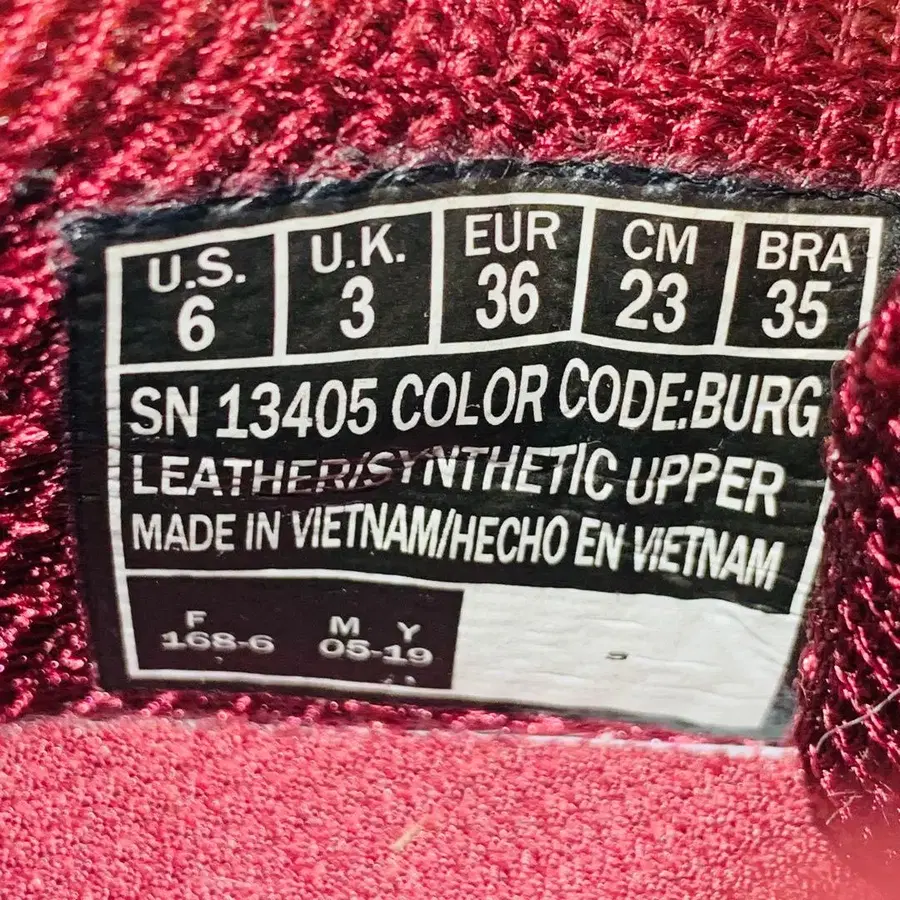 U.S. U.K. EUR CM BRA
6 3 36 23 35
SN 13405 COLOR CODE:BURG
LEATHER/SYNTHETIC UPPER
MADE IN VIETNAM/HECHO EN VIETNAM
F M Y
168-6 05-19